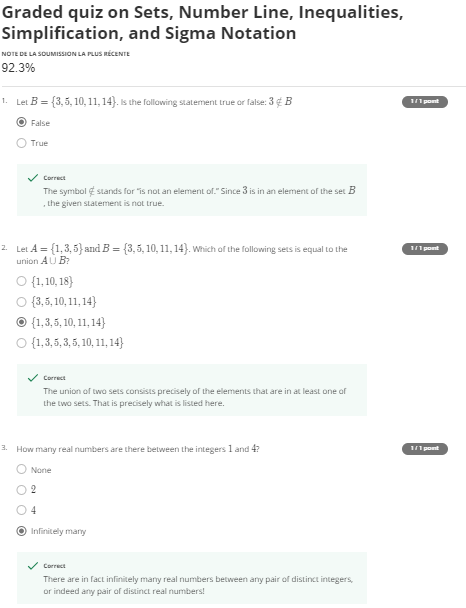 Graded quiz on Sets, Number Line, Inequalities,
Simplification, and Sigma Notation
NOTE DE LA SOUMISSION LA PLUS RÉCENTE
92.3%
1. Let B = {3, 5, 10, 11, 14}. Is the following statement true or false: 3 ∉ B
1 / 1 point
False
True
Correct
The symbol ∉ stands for "is not an element of." Since 3 is in an element of the set B
, the given statement is not true.
2. Let A = {1, 3, 5} and B = {3, 5, 10, 11, 14}. Which of the following sets is equal to the
1 / 1 point
union A ∪ B?
{1, 10, 18}
{3, 5, 10, 11, 14}
{1, 3, 5, 10, 11, 14}
{1, 3, 5, 3, 5, 10, 11, 14}
Correct
The union of two sets consists precisely of the elements that are in at least one of
the two sets. That is precisely what is listed here.
3. How many real numbers are there between the integers 1 and 4?
1 / 1 point
None
2
4
Infinitely many
Correct
There are in fact infinitely many real numbers between any pair of distinct integers,
or indeed any pair of distinct real numbers!